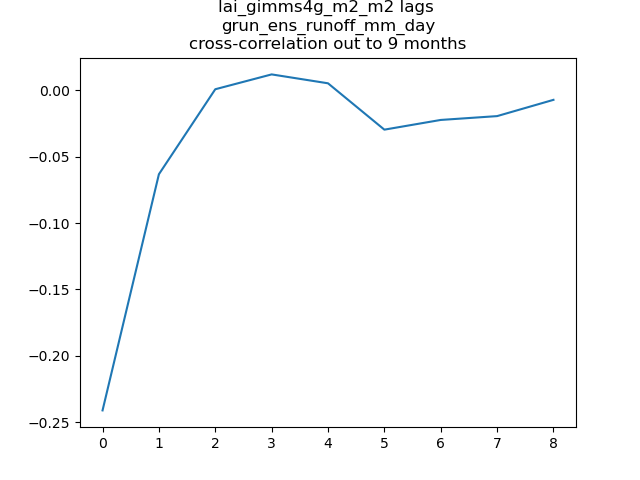 lai_gimms4g_m2_m2 lags
grun_ens_runoff_mm_day
cross-correlation out to 9 months
0.00
−0.05
−0.10
−0.15
−0.20
−0.25
0 1 2 3 4 5 6 7 8